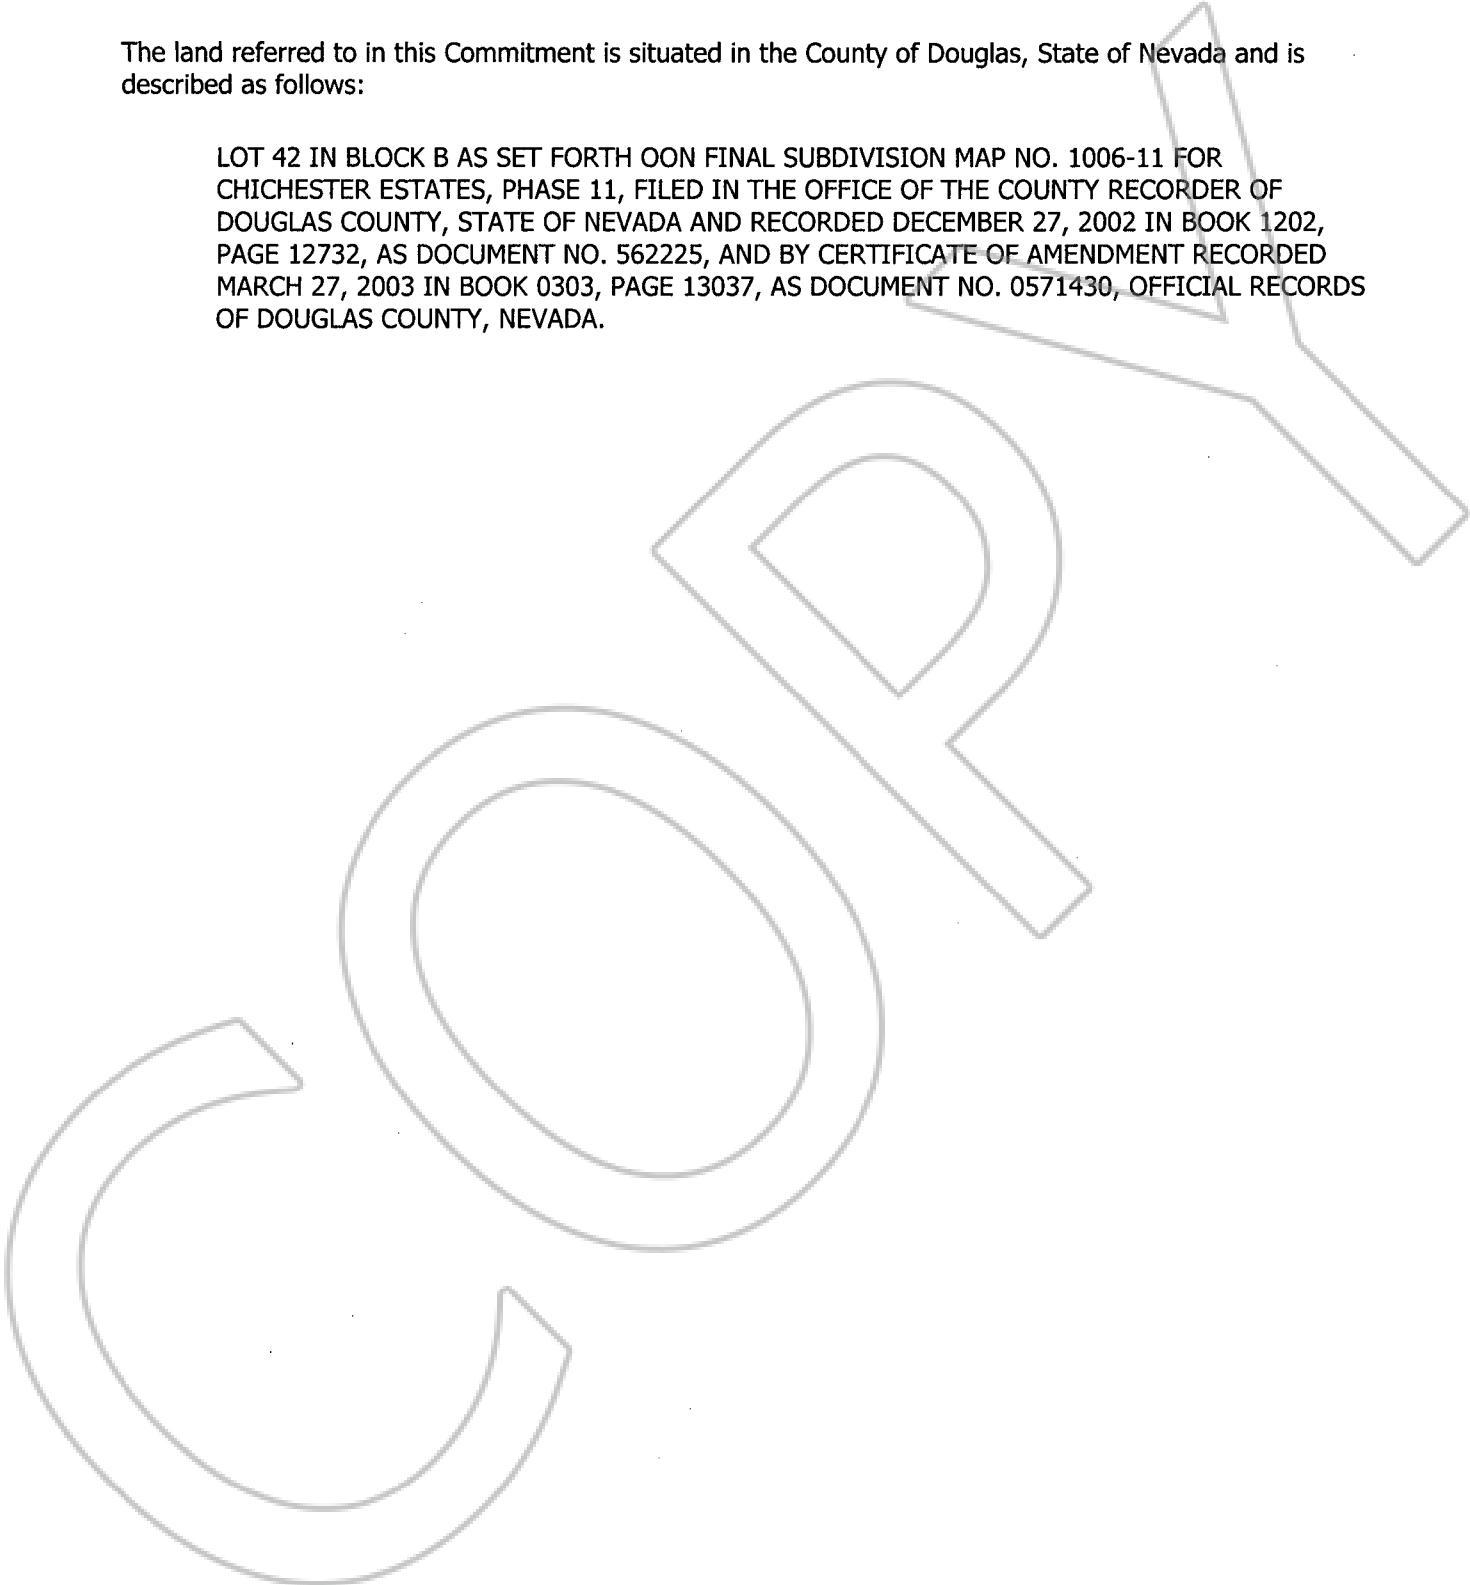 The land referred to in this Commitment is situated in the County of Douglas, State of Nevada and is
described as follows:
LOT 42 IN BLOCK B AS SET FORTH OON FINAL SUBDIVISION MAP NO. 1006-11 FOR
CHICHESTER ESTATES, PHASE 11, FILED IN THE OFFICE OF THE COUNTY RECORDER OF
DOUGLAS COUNTY, STATE OF NEVADA AND RECORDED DECEMBER 27, 2002 IN BOOK 1202,
PAGE 12732, AS DOCUMENT NO. 562225, AND BY CERTIFICATE OF AMENDMENT RECORDED
MARCH 27, 2003 IN BOOK 0303, PAGE 13037, AS DOCUMENT NO. 0571430, OFFICIAL RECORDS
OF DOUGLAS COUNTY, NEVADA.
COPY